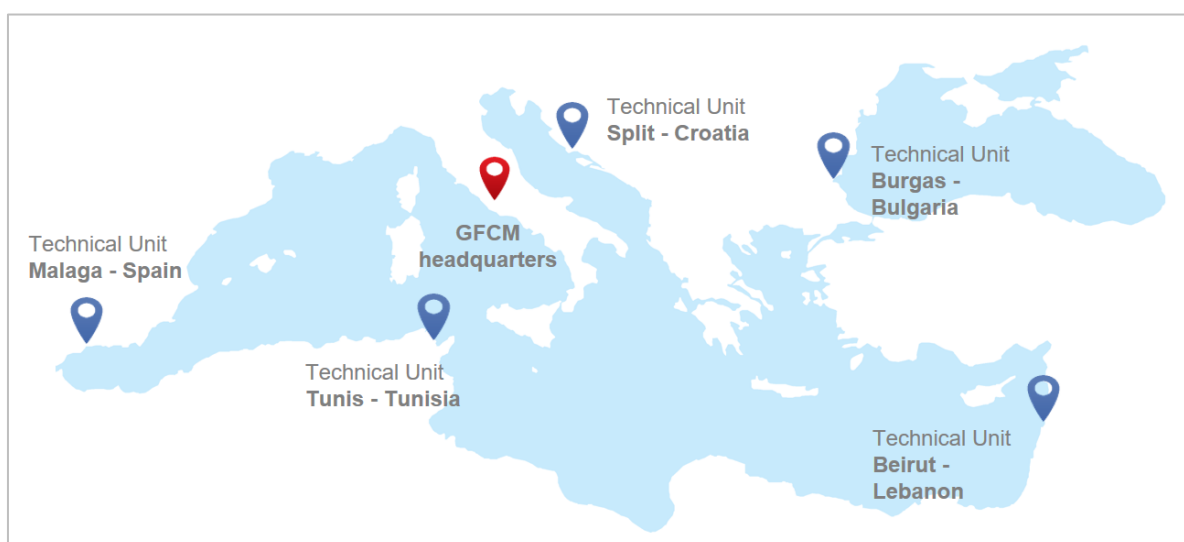 Technical Unit
Split - Croatia
Technical Unit
Burgas -
Bulgaria
GFCM
headquarters
Technical Unit
Malaga - Spain
Technical Unit
Tunis - Tunisia
Technical Unit
Beirut -
Lebanon